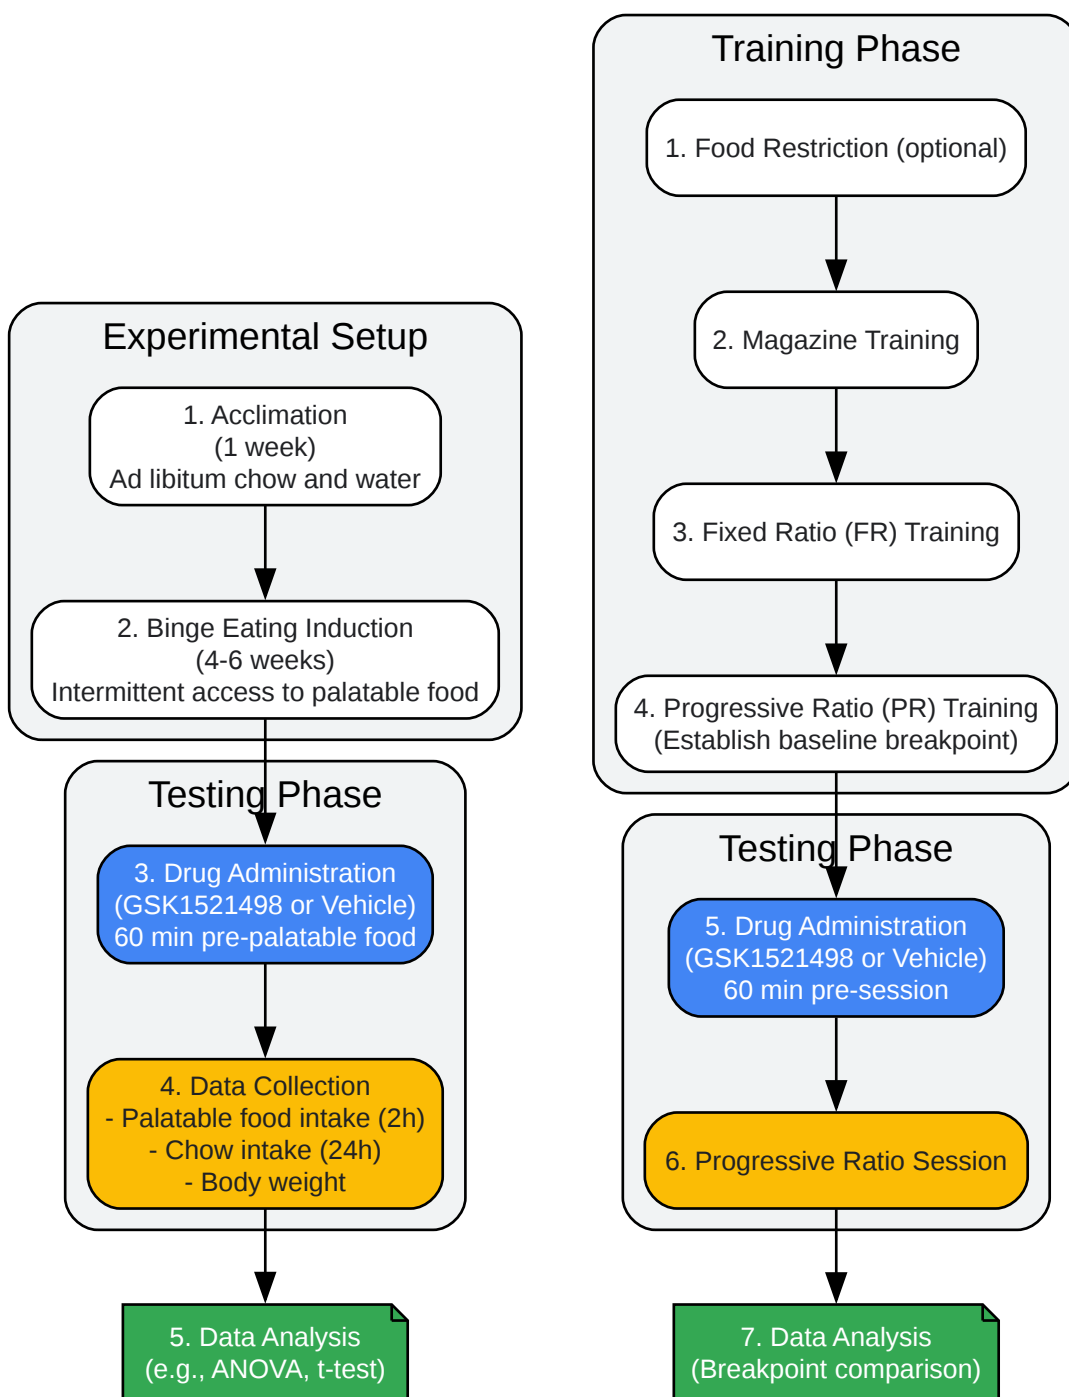 Experimental Setup
1. Acclimation
(1 week)
Ad libitum chow and water
2. Binge Eating Induction
(4-6 weeks)
Intermittent access to palatable food
Testing Phase
3. Drug Administration
(GSK1521498 or Vehicle)
60 min pre-palatable food
4. Data Collection
- Palatable food intake (2h)
- Chow intake (24h)
- Body weight
5. Data Analysis
(e.g., ANOVA, t-test)
Training Phase
1. Food Restriction (optional)
2. Magazine Training
3. Fixed Ratio (FR) Training
4. Progressive Ratio (PR) Training
(Establish baseline breakpoint)
Testing Phase
5. Drug Administration
(GSK1521498 or Vehicle)
60 min pre-session
6. Progressive Ratio Session
7. Data Analysis
(Breakpoint comparison)